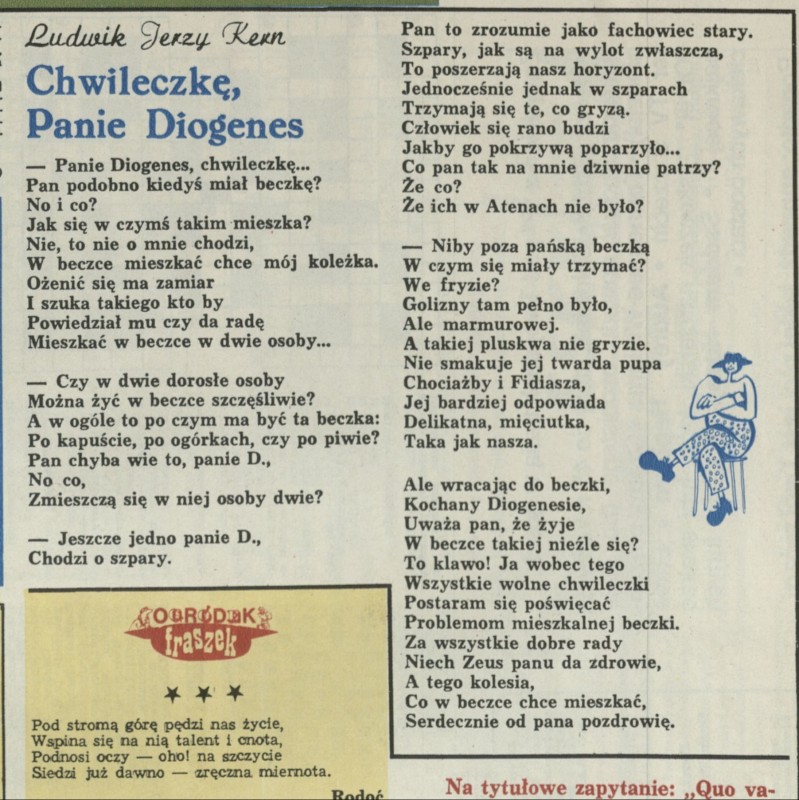 Ludwik Jerzy Kern
Chwileczkę,
Panie Diogenes
— Panie Diogenes, chwileczkę...
Pan podobno kiedyś miał beczkę?
No i co?
Jak się w czymś takim mieszka?
Nie, to nie o mnie chodzi,
W beczce mieszkać chce mój koleżka.
Ożenić się ma zamiar
I szuka takiego kto by
Powiedział mu czy da radę
Mieszkać w beczce w dwie osoby...
— Czy w dwie dorosłe osoby
Można żyć w beczce szczęśliwie?
A w ogóle to po czym ma być ta beczka:
Po kapuście, po ogórkach, czy po piwie?
Pan chyba wie to, panie D.,
No co,
Zmieszczą się w niej osoby dwie?
— Jeszcze jedno panie D.,
Chodzi o szpary.
Pan to zrozumie jako fachowiec stary.
Szpary, jak są na wylot zwłaszcza,
To poszerzają nasz horyzont.
Jednocześnie jednak w szparach
Trzymają się te, co gryzą.
Człowiek się rano budzi
Jakby go pokrzywą poparzyło...
Co pan tak na mnie dziwnie patrzy?
Że co?
Że ich w Atenach nie było?
— Niby poza pańską beczką
W czym się miały trzymać?
We fryzie?
Golizny tam pełno było,
Ale marmurowej.
A takiej pluskwa nie gryzie.
Nie smakuje jej twarda pupa
Chociażby i Fidiasza,
Jej bardziej odpowiada
Delikatna, mięciutka,
Taka jak nasza.
Ale wracając do beczki,
Kochany Diogenesie,
Uważa pan, że żyje
W beczce takiej nieźle się?
To klawo! Ja wobec tego
Wszystkie wolne chwileczki
Postaram się poświęcać
Problemom mieszkalnej beczki.
Za wszystkie dobre rady
Niech Zeus panu da zdrowie,
A tego kolesia,
Co w beczce chce mieszkać,
Serdecznie od pana pozdrowię.
OGRÓDEK
fraszek
Pod stromą górę pędzi nas życie,
Wspina się na nią talent i cnota,
Podnosi oczy — oho! na szczycie
Siedzi już dawno — zręczna miernota.
Rodoć
Na tytułowe zapytanie: „Quo va-